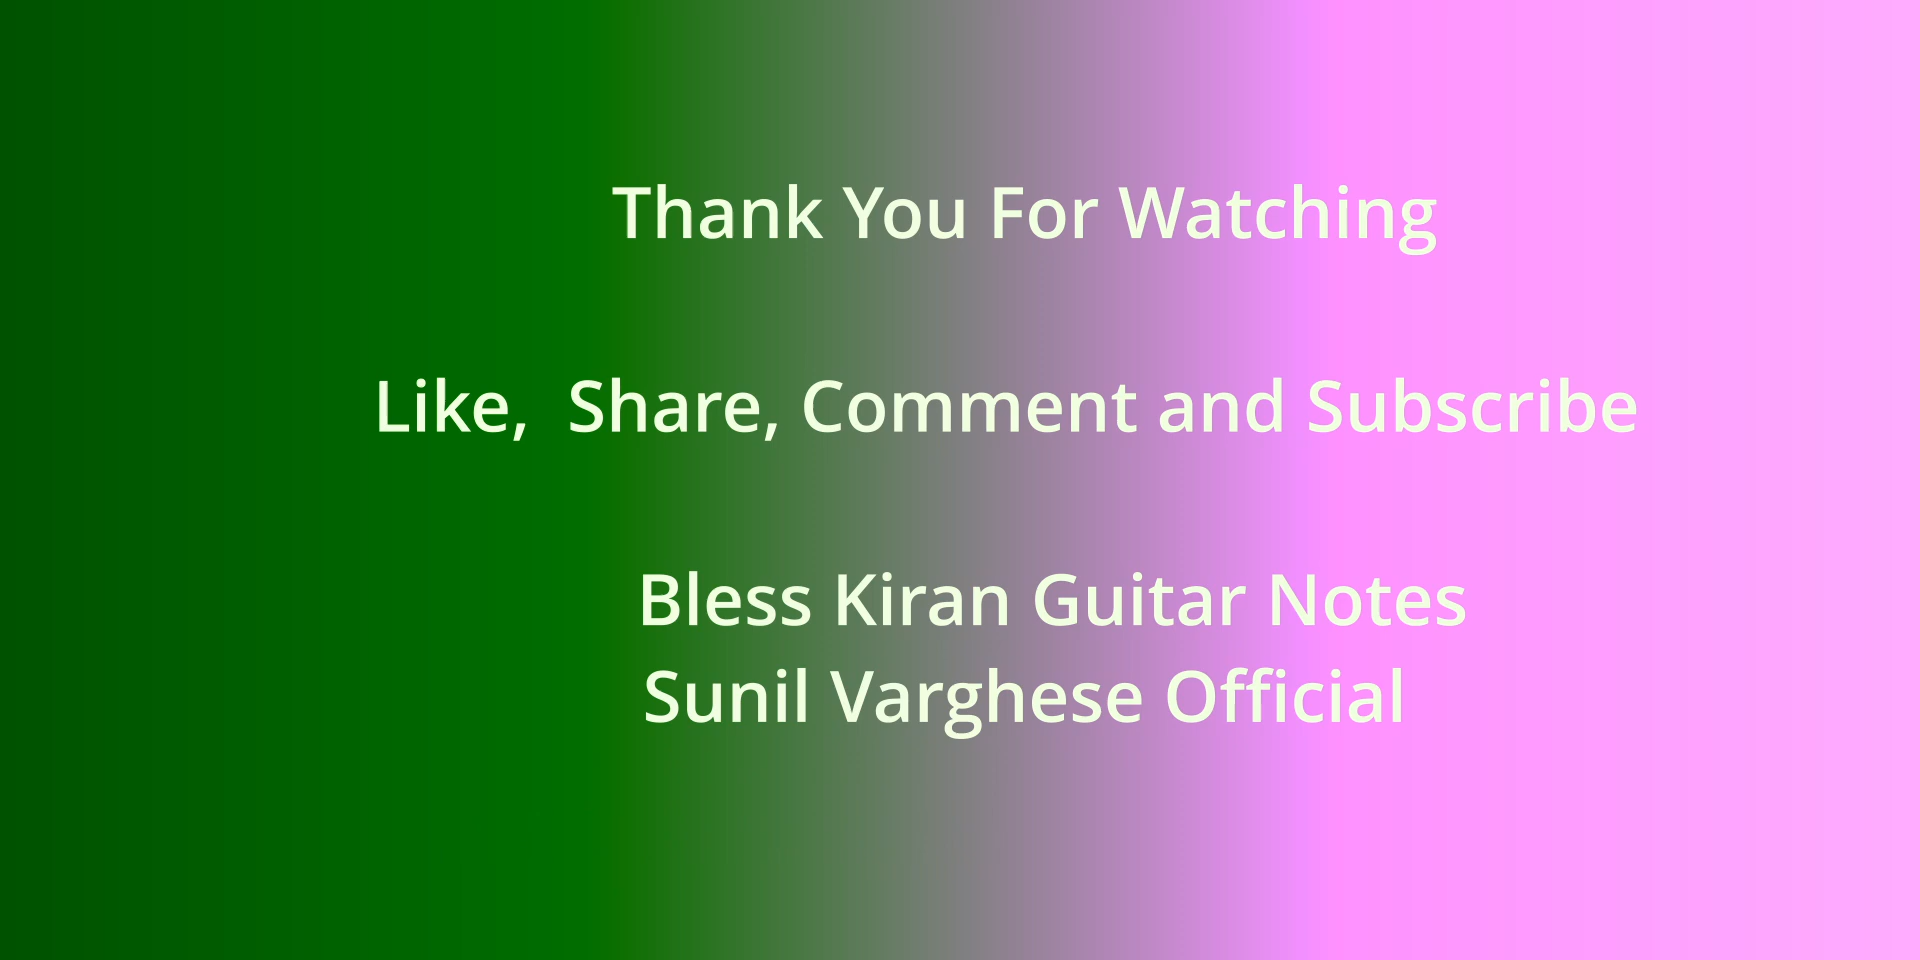 Thank You For Watching
Like,  Share, Comment and Subscribe
Bless Kiran Guitar Notes
Sunil Varghese Official